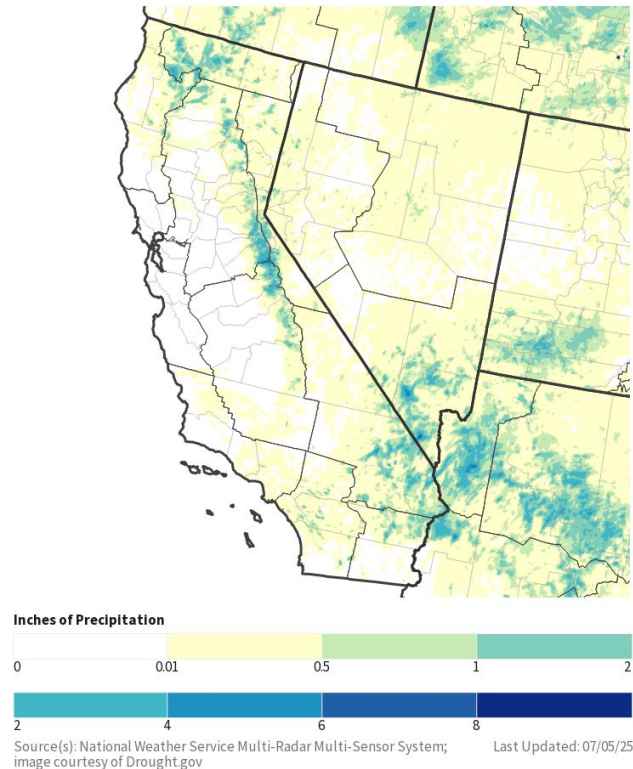 Inches of Precipitation
0 0.01 0.5 1 2
2 4 6 8
Source(s): National Weather Service Multi-Radar Multi-Sensor System; Last Updated: 07/05/25
image courtesy of Drought.gov